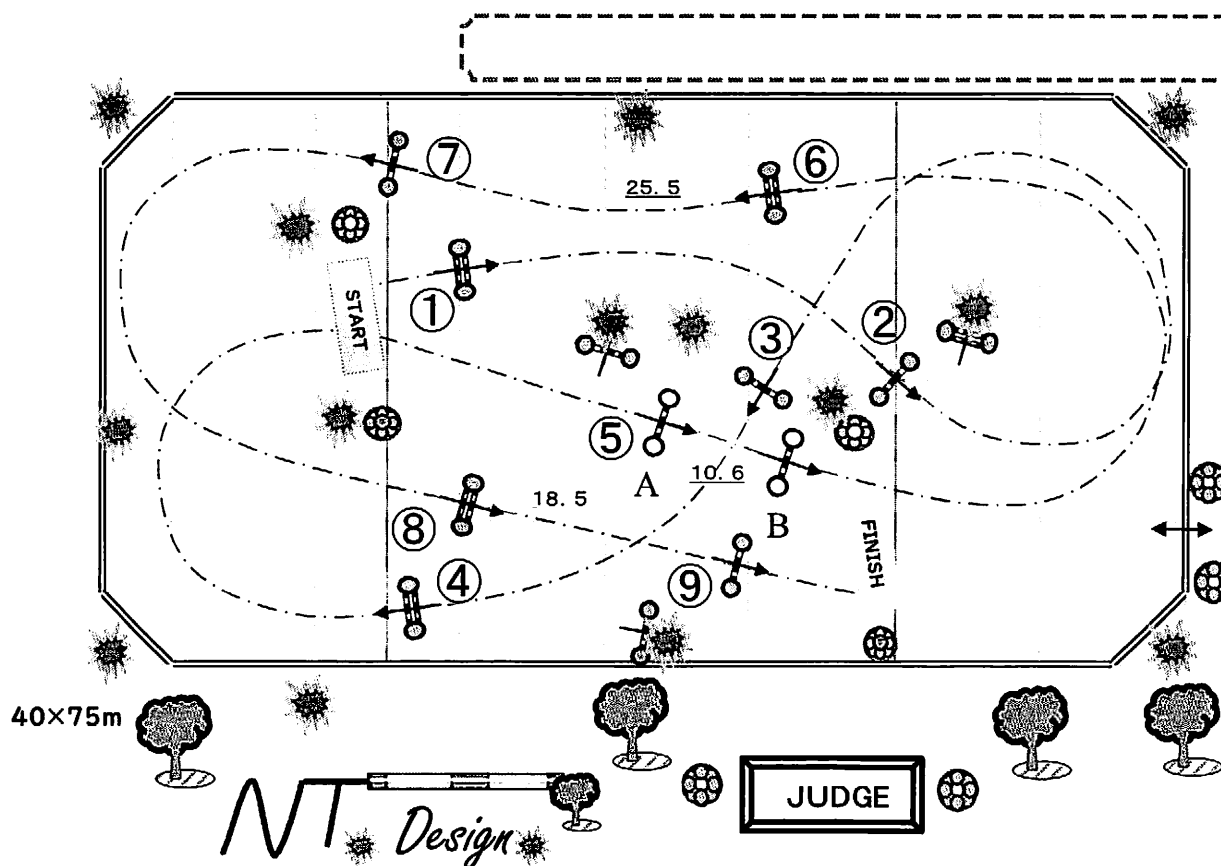 ⑦
⑥
25.5
①
START
②
③
⑤
A
10.6
B
18.5
⑧
FINISH
④
⑨
40×75m
JUDGE
NT Design